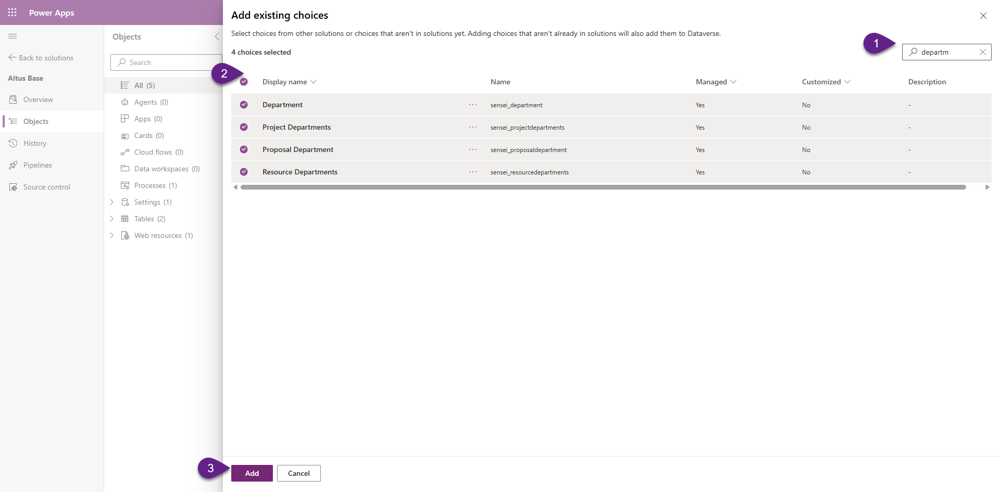 Power Apps
Back to solutions
Altus Base
Overview
Objects
History
Pipelines
Source control
Objects
Search
All (5)
Agents (0)
Apps (0)
Cards (0)
Cloud flows (0)
Data workspaces (0)
Processes (1)
Settings (1)
Tables (2)
Web resources (1)
Add existing choices
Select choices from other solutions or choices that aren't in solutions yet. Adding choices that aren't already in solutions will also add them to Dataverse.
4 choices selected
1
departm
2
Display name Name Managed Customized Description
Department ··· sensei_department Yes No -
Project Departments ··· sensei_projectdepartments Yes No -
Proposal Department ··· sensei_proposaldepartment Yes No -
Resource Departments ··· sensei_resourcedepartments Yes No -
3
Add Cancel